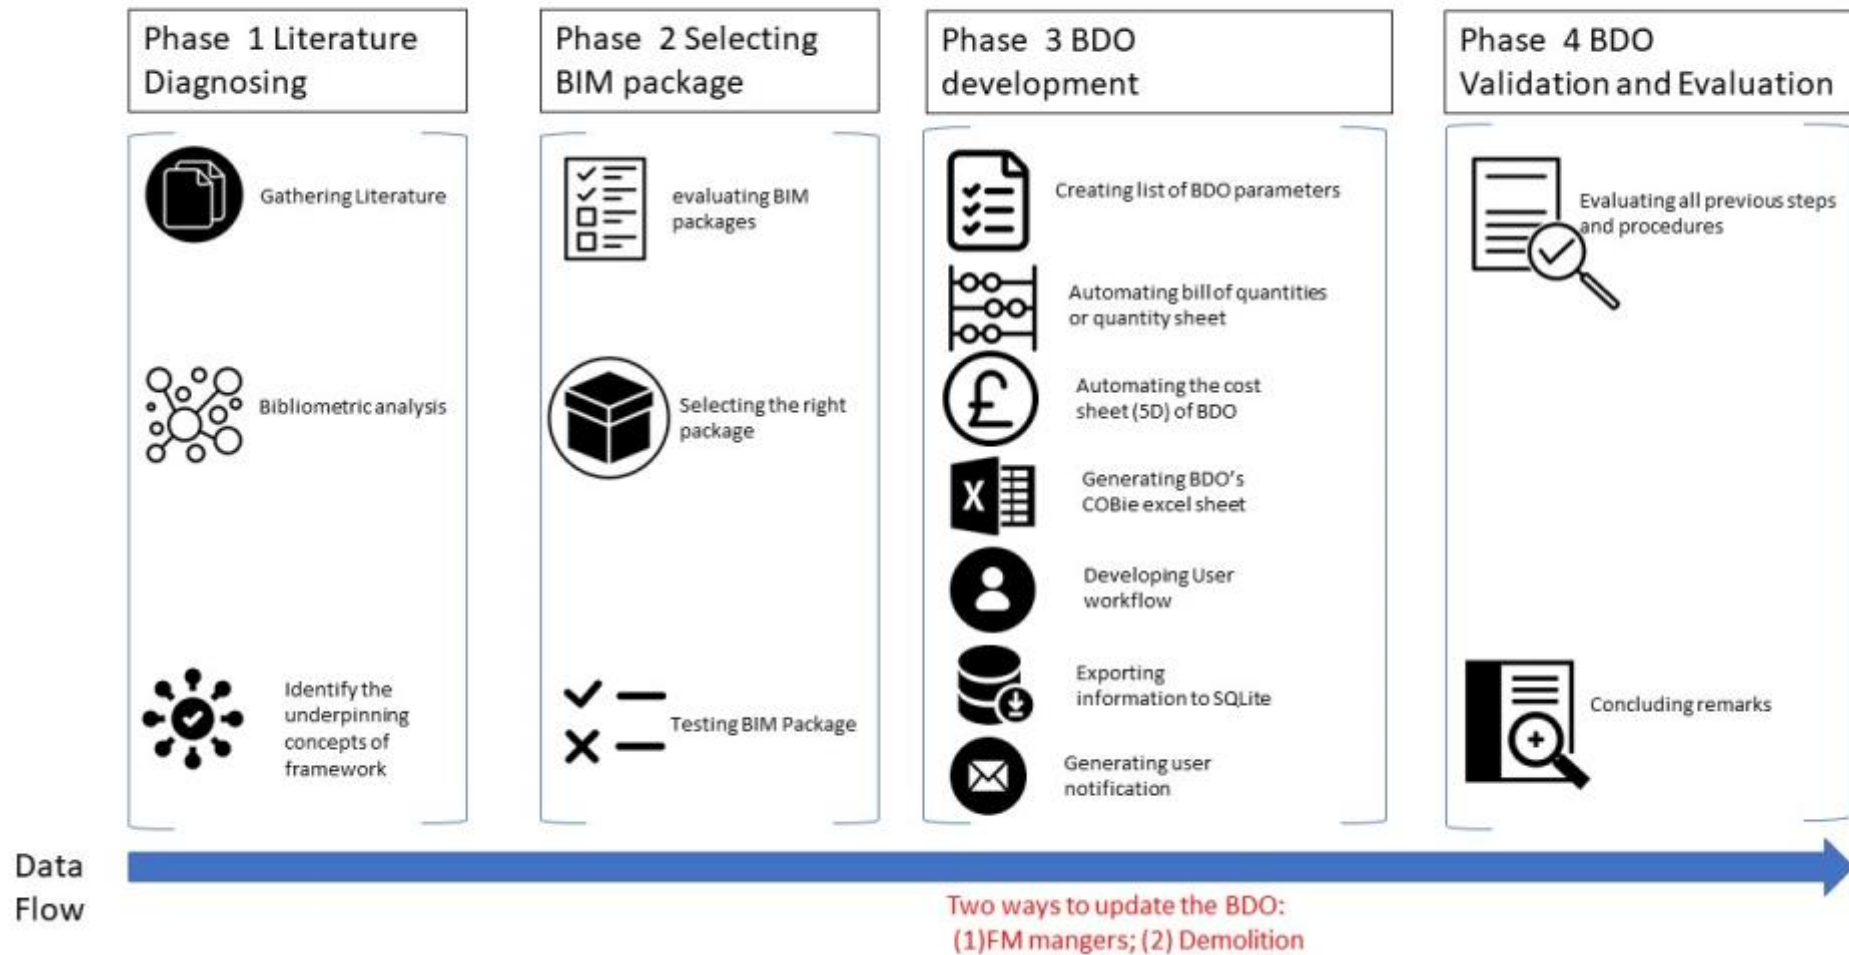 Phase 1 Literature
Diagnosing
Gathering Literature
Bibliometric analysis
Identify the
underpinning
concepts of
framework
Phase 2 Selecting
BIM package
evaluating BIM
packages
Selecting the right
package
Testing BIM Package
Phase 3 BDO
development
Creating list of BDO parameters
Automating bill of quantities
or quantity sheet
£
Automating the cost
sheet (5D) of BDO
X
Generating BDO's
COBie excel sheet
Developing User
workflow
Exporting
information to SQLite
Generating user
notification
Phase 4 BDO
Validation and Evaluation
Evaluating all previous steps
and procedures
Concluding remarks
Data
Flow
Two ways to update the BDO:
(1)FM mangers; (2) Demolition